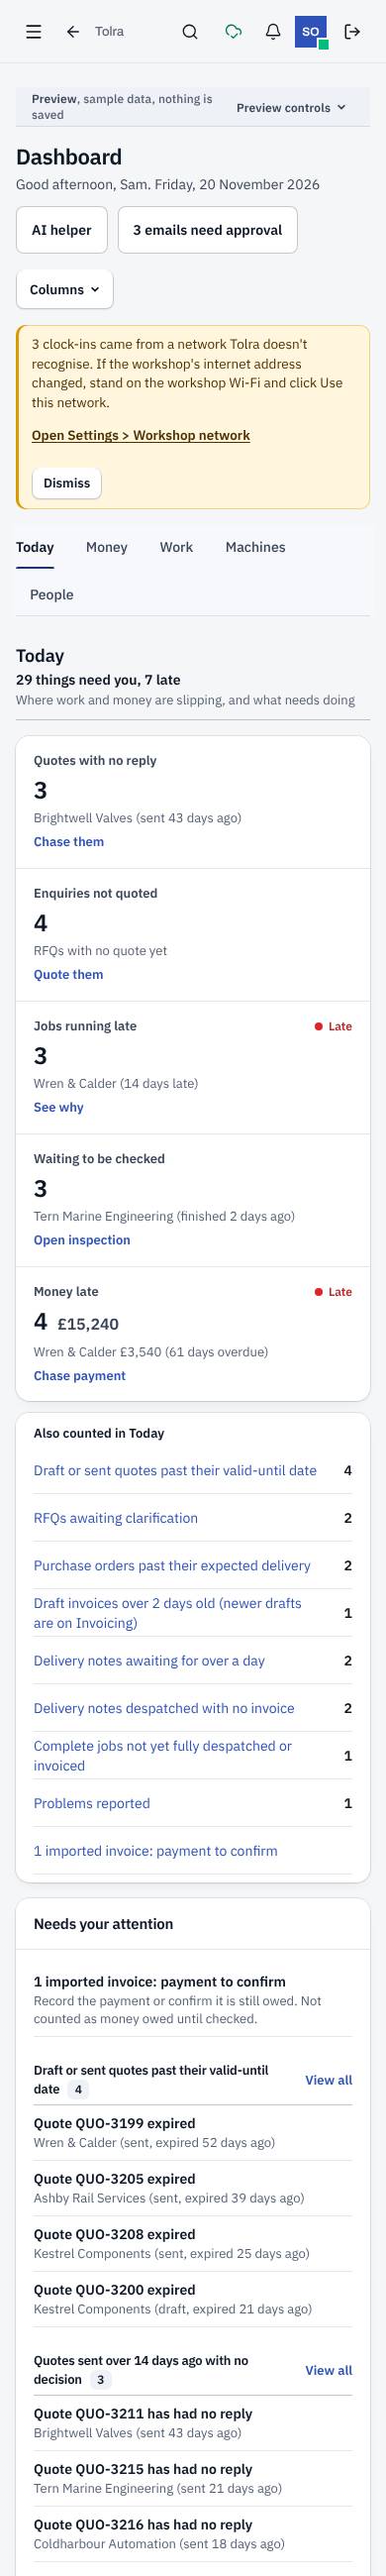 Tolra
SO
Preview, sample data, nothing is
saved
Preview controls
Dashboard
Good afternoon, Sam. Friday, 20 November 2026
AI helper
3 emails need approval
Columns
3 clock-ins came from a network Tolra doesn't
recognise. If the workshop's internet address
changed, stand on the workshop Wi-Fi and click Use
this network.
Open Settings > Workshop network
Dismiss
Today
Money
Work
Machines
People
Today
29 things need you, 7 late
Where work and money are slipping, and what needs doing
Quotes with no reply
3
Brightwell Valves (sent 43 days ago)
Chase them
Enquiries not quoted
4
RFQs with no quote yet
Quote them
Jobs running late
Late
3
Wren & Calder (14 days late)
See why
Waiting to be checked
3
Tern Marine Engineering (finished 2 days ago)
Open inspection
Money late
Late
4 £15,240
Wren & Calder £3,540 (61 days overdue)
Chase payment
Also counted in Today
Draft or sent quotes past their valid-until date 4
RFQs awaiting clarification 2
Purchase orders past their expected delivery 2
Draft invoices over 2 days old (newer drafts
are on Invoicing) 1
Delivery notes awaiting for over a day 2
Delivery notes despatched with no invoice 2
Complete jobs not yet fully despatched or
invoiced 1
Problems reported 1
1 imported invoice: payment to confirm
Needs your attention
1 imported invoice: payment to confirm
Record the payment or confirm it is still owed. Not
counted as money owed until checked.
Draft or sent quotes past their valid-until
date 4
View all
Quote QUO-3199 expired
Wren & Calder (sent, expired 52 days ago)
Quote QUO-3205 expired
Ashby Rail Services (sent, expired 39 days ago)
Quote QUO-3208 expired
Kestrel Components (sent, expired 25 days ago)
Quote QUO-3200 expired
Kestrel Components (draft, expired 21 days ago)
Quotes sent over 14 days ago with no
decision 3
View all
Quote QUO-3211 has had no reply
Brightwell Valves (sent 43 days ago)
Quote QUO-3215 has had no reply
Tern Marine Engineering (sent 21 days ago)
Quote QUO-3216 has had no reply
Coldharbour Automation (sent 18 days ago)